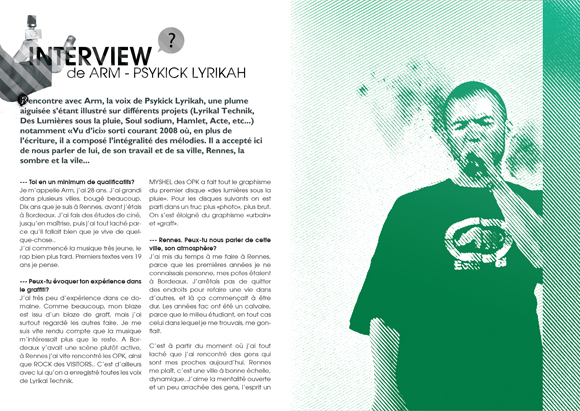 INTERVIEW ?
de ARM - PSYKICK LYRIKAH
Rencontre avec Arm, la voix de Psykick Lyrikah, une plume
aiguisée s'étant illustré sur différents projets (Lyrikal Technik,
Des Lumières sous la pluie, Soul sodium, Hamlet, Acte, etc...)
notamment «Vu d'ici» sorti courant 2008 où, en plus de
l'écriture, il a composé l'intégralité des mélodies. Il a accepté ici
de nous parler de lui, de son travail et de sa ville, Rennes, la
sombre et la vile...
--- Toi en un minimum de qualificatifs?
Je m'appelle Arm, j'ai 28 ans. J'ai grandi
dans plusieurs villes, bougé beaucoup.
Dix ans que je suis à Rennes, avant j'étais
à Bordeaux. J'ai fais des études de ciné,
jusqu'en maîtrise, puis j'ai tout laché par-
ce qu'il fallait bien que je vive de quel-
que-chose..
J'ai commencé la musique très jeune, le
rap bien plus tard. Premiers textes vers 19
ans je pense.
--- Peux-tu évoquer ton expérience dans
le graffiti?
J'ai très peu d'expérience dans ce do-
maine. Comme beaucoup, mon blaze
est issu d'un blaze de graff, mais j'ai
surtout regardé les autres faire. Je me
suis vite rendu compte que la musique
m'intéressait plus que le reste. A Bor-
deaux y'avait une scène plutôt active,
à Rennes j'ai vite rencontré les OPK, ainsi
que ROCK des VISITORS.. C'est d'ailleurs
avec lui qu'on a enregistré toutes les voix
de Lyrikal Technik.
MYSHEL des OPK a fait tout le graphisme
du premier disque «des lumières sous la
pluie». Pour les disques suivants on est
parti dans un truc plus «photo», plus brut.
On s'est éloigné du graphisme «urbain»
et «graff».
--- Rennes. Peux-tu nous parler de cette
ville, son atmosphère?
J'ai mis du temps à me faire à Rennes,
parce que les premières années je ne
connaissais personne, mes potes étaient
à Bordeaux. J'arrêtais pas de quitter
des endroits pour refaire une vie dans
d'autres, et là ça commençait à être
dur. Les années fac ont été un calvaire,
parce que le milieu étudiant, en tout cas
celui dans lequel je me trouvais, me gon-
flait.
C'est à partir du moment où j'ai tout
laché que j'ai rencontré des gens qui
sont mes proches aujourd'hui. Rennes
me plaît, c'est une ville à bonne échelle,
dynamique. J'aime la mentalité ouverte
et un peu arrachée des gens, l'esprit un